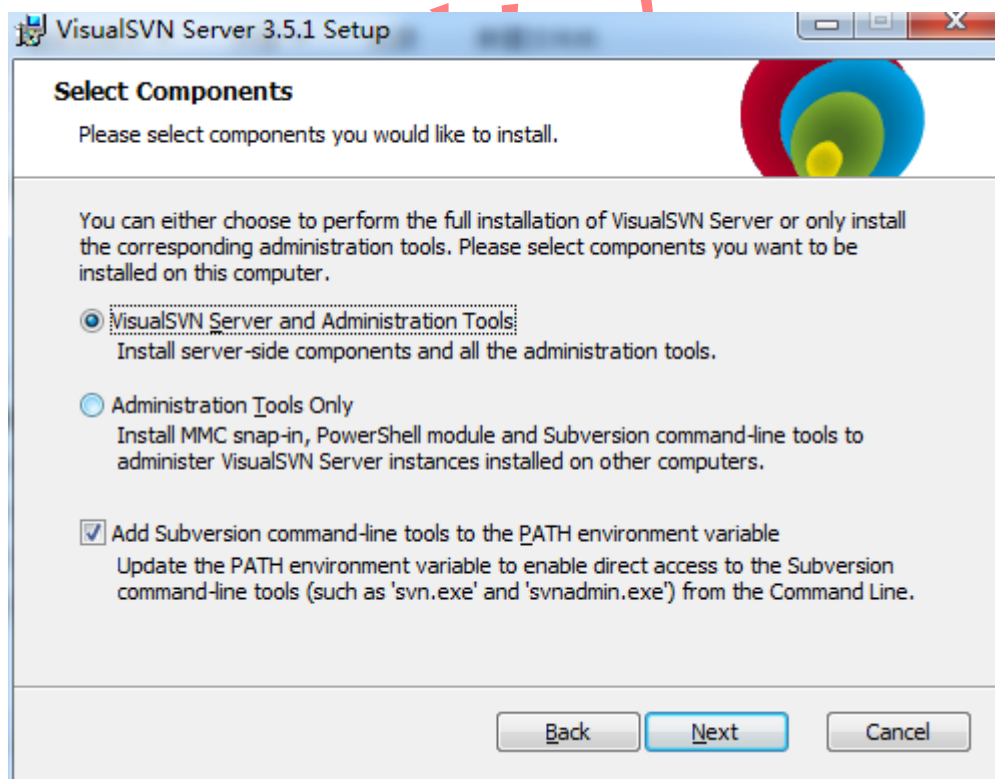 VisualSVN Server 3.5.1 Setup
Select Components
Please select components you would like to install.
You can either choose to perform the full installation of VisualSVN Server or only install
the corresponding administration tools. Please select components you want to be
installed on this computer.
VisualSVN Server and Administration Tools
Install server-side components and all the administration tools.
Administration Tools Only
Install MMC snap-in, PowerShell module and Subversion command-line tools to
administer VisualSVN Server instances installed on other computers.
Add Subversion command-line tools to the PATH environment variable
Update the PATH environment variable to enable direct access to the Subversion
command-line tools (such as 'svn.exe' and 'svnadmin.exe') from the Command Line.
Back Next Cancel